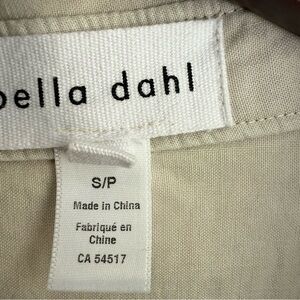 bella dahl
S/P
Made in China
Fabriqué en
Chine
CA 54517